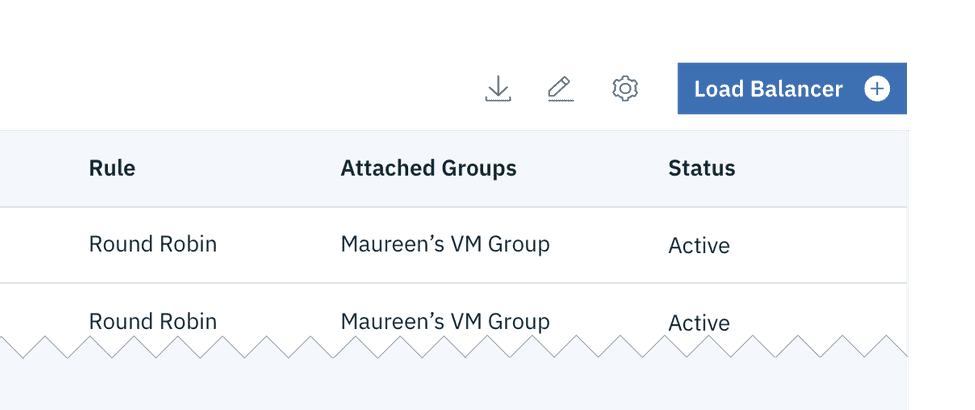 Load Balancer
Rule Attached Groups Status
Round Robin Maureen’s VM Group Active
Round Robin Maureen’s VM Group Active